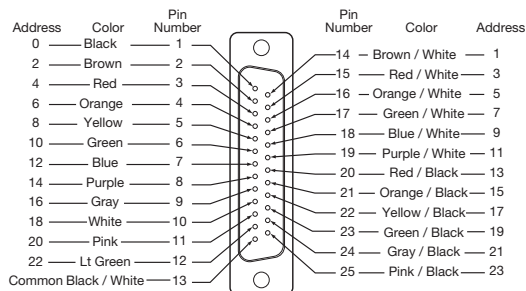 Address Color Pin Number
0 Black 1
2 Brown 2
4 Red 3
6 Orange 4
8 Yellow 5
10 Green 6
12 Blue 7
14 Purple 8
16 Gray 9
18 White 10
20 Pink 11
22 Lt Green 12
Common Black / White 13
Pin Number Color Address
14 Brown / White 1
15 Red / White 3
16 Orange / White 5
17 Green / White 7
18 Blue / White 9
19 Purple / White 11
20 Red / Black 13
21 Orange / Black 15
22 Yellow / Black 17
23 Green / Black 19
24 Gray / Black 21
25 Pink / Black 23